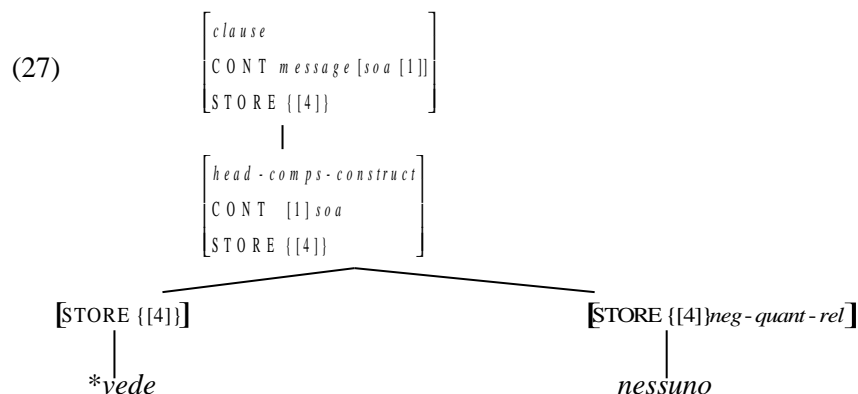 clause
(27) CONT message [soa [1]]
STORE {[4]}
head-comps-construct
CONT [1] soa
STORE {[4]}
[STORE {[4]}] [STORE {[4]}neg-quant-rel]
*vede nessuno